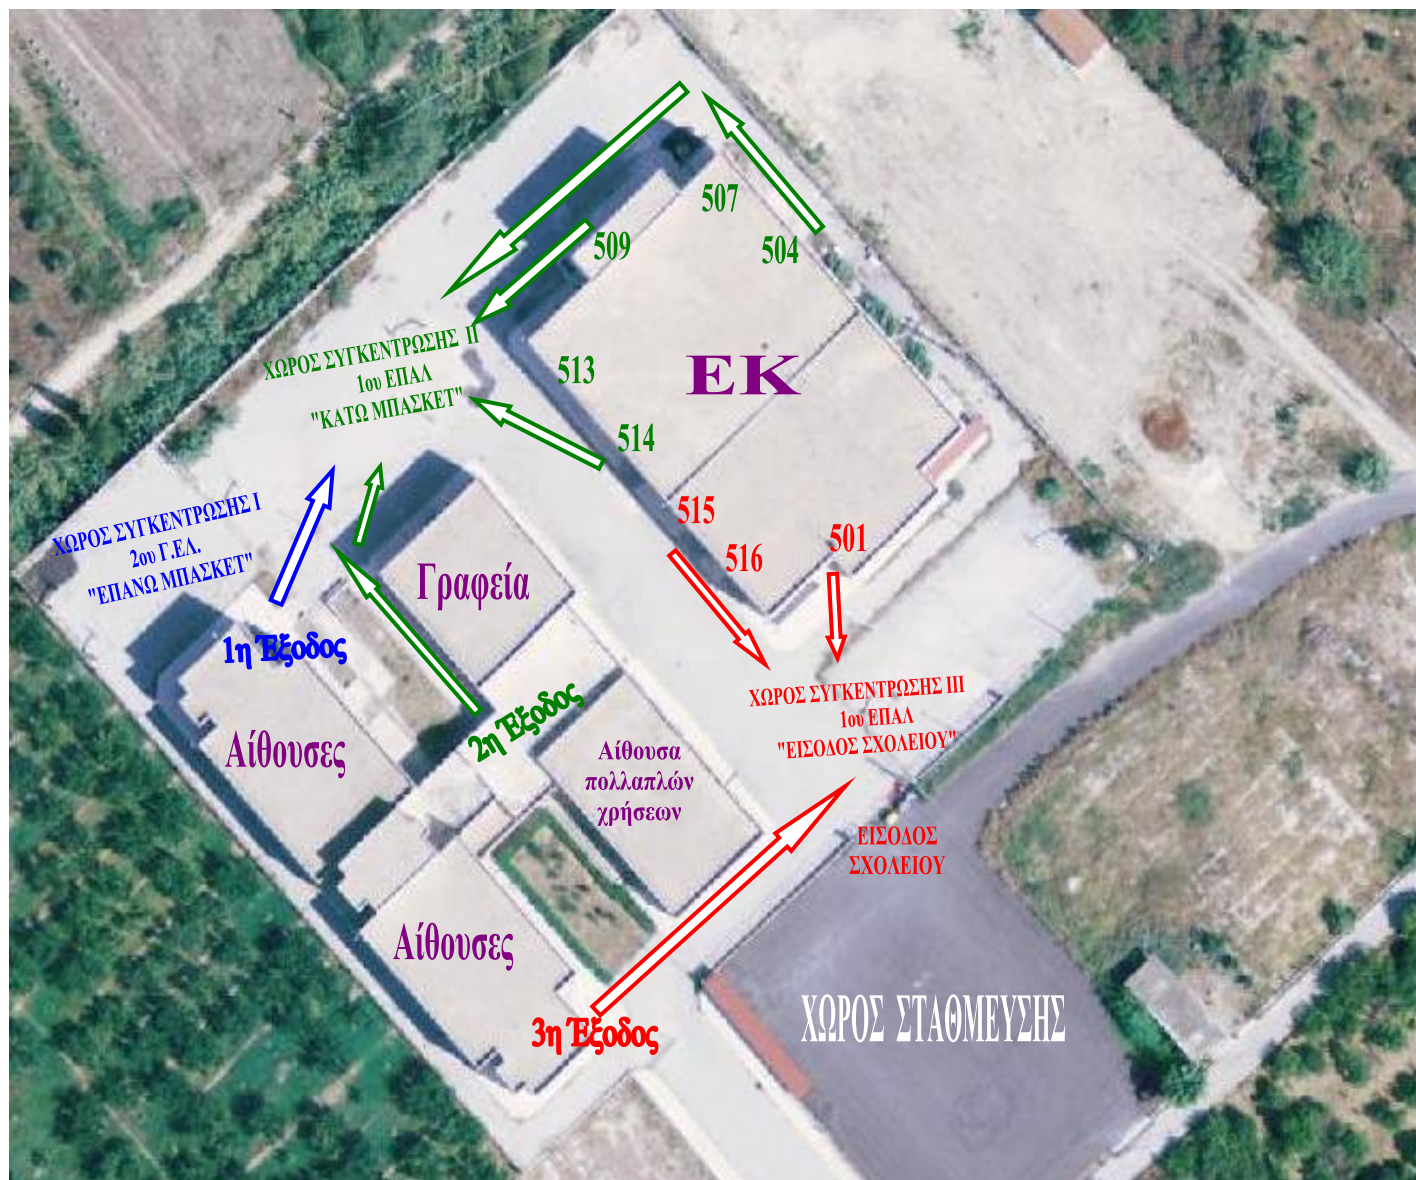 507
504
509
ΧΩΡΟΣ ΣΥΓΚΕΝΤΡΩΣΗΣ ΙΙ
1ου ΕΠΑΛ
"ΚΑΤΩ ΜΠΑΣΚΕΤ"
513
ΕΚ
514
ΧΩΡΟΣ ΣΥΓΚΕΝΤΡΩΣΗΣ Ι
2ου Γ.ΕΛ.
"ΕΠΑΝΩ ΜΠΑΣΚΕΤ"
515
516
501
Γραφεία
1η Έξοδος
2η Έξοδος
Αίθουσες
ΧΩΡΟΣ ΣΥΓΚΕΝΤΡΩΣΗΣ ΙΙΙ
1ου ΕΠΑΛ
"ΕΙΣΟΔΟΣ ΣΧΟΛΕΙΟΥ"
Αίθουσα
πολλαπλών
χρήσεων
ΕΙΣΟΔΟΣ
ΣΧΟΛΕΙΟΥ
Αίθουσες
3η Έξοδος
ΧΩΡΟΣ ΣΤΑΘΜΕΥΣΗΣ